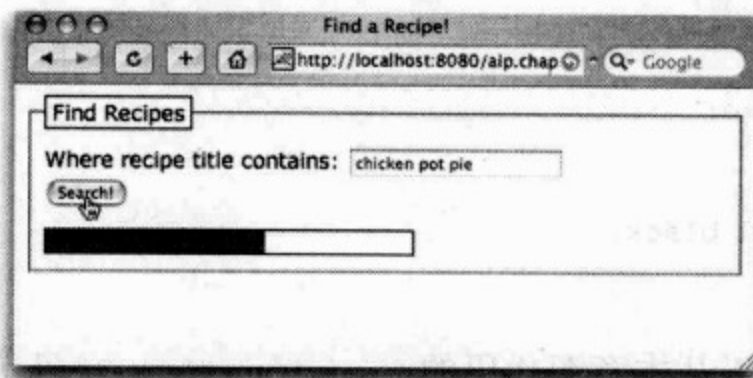 Find a Recipe!
http://localhost:8080/aip.chap Google
Find Recipes
Where recipe title contains: chicken pot pie
Search!